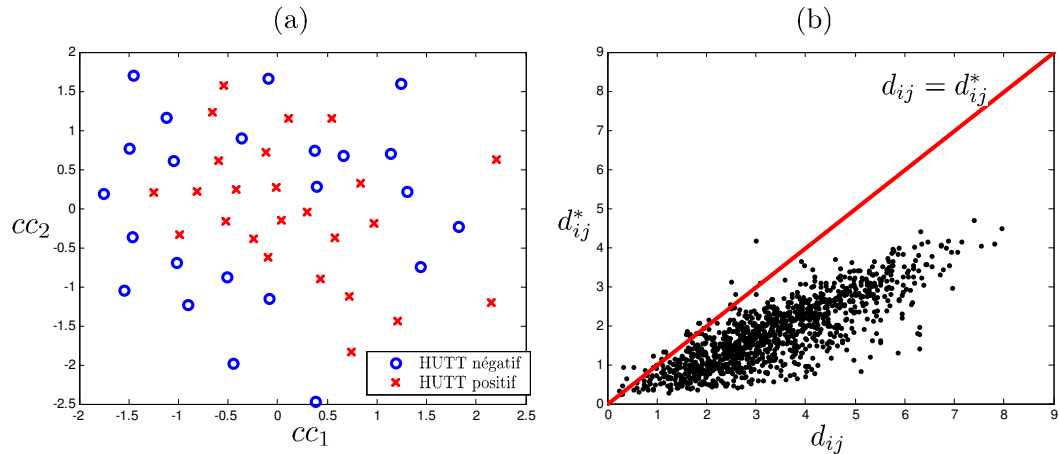 (a)
2
1.5
1
0.5
0
-0.5
-1
-1.5
-2
-2.5
cc₂
-2 -1.5 -1 -0.5 0 0.5 1 1.5 2 2.5
cc₁
HUTT négatif
HUTT positif
(b)
9
8
7
6
5
4
3
2
1
0
d*ᵢⱼ
dᵢⱼ = d*ᵢⱼ
0 1 2 3 4 5 6 7 8 9
dᵢⱼ